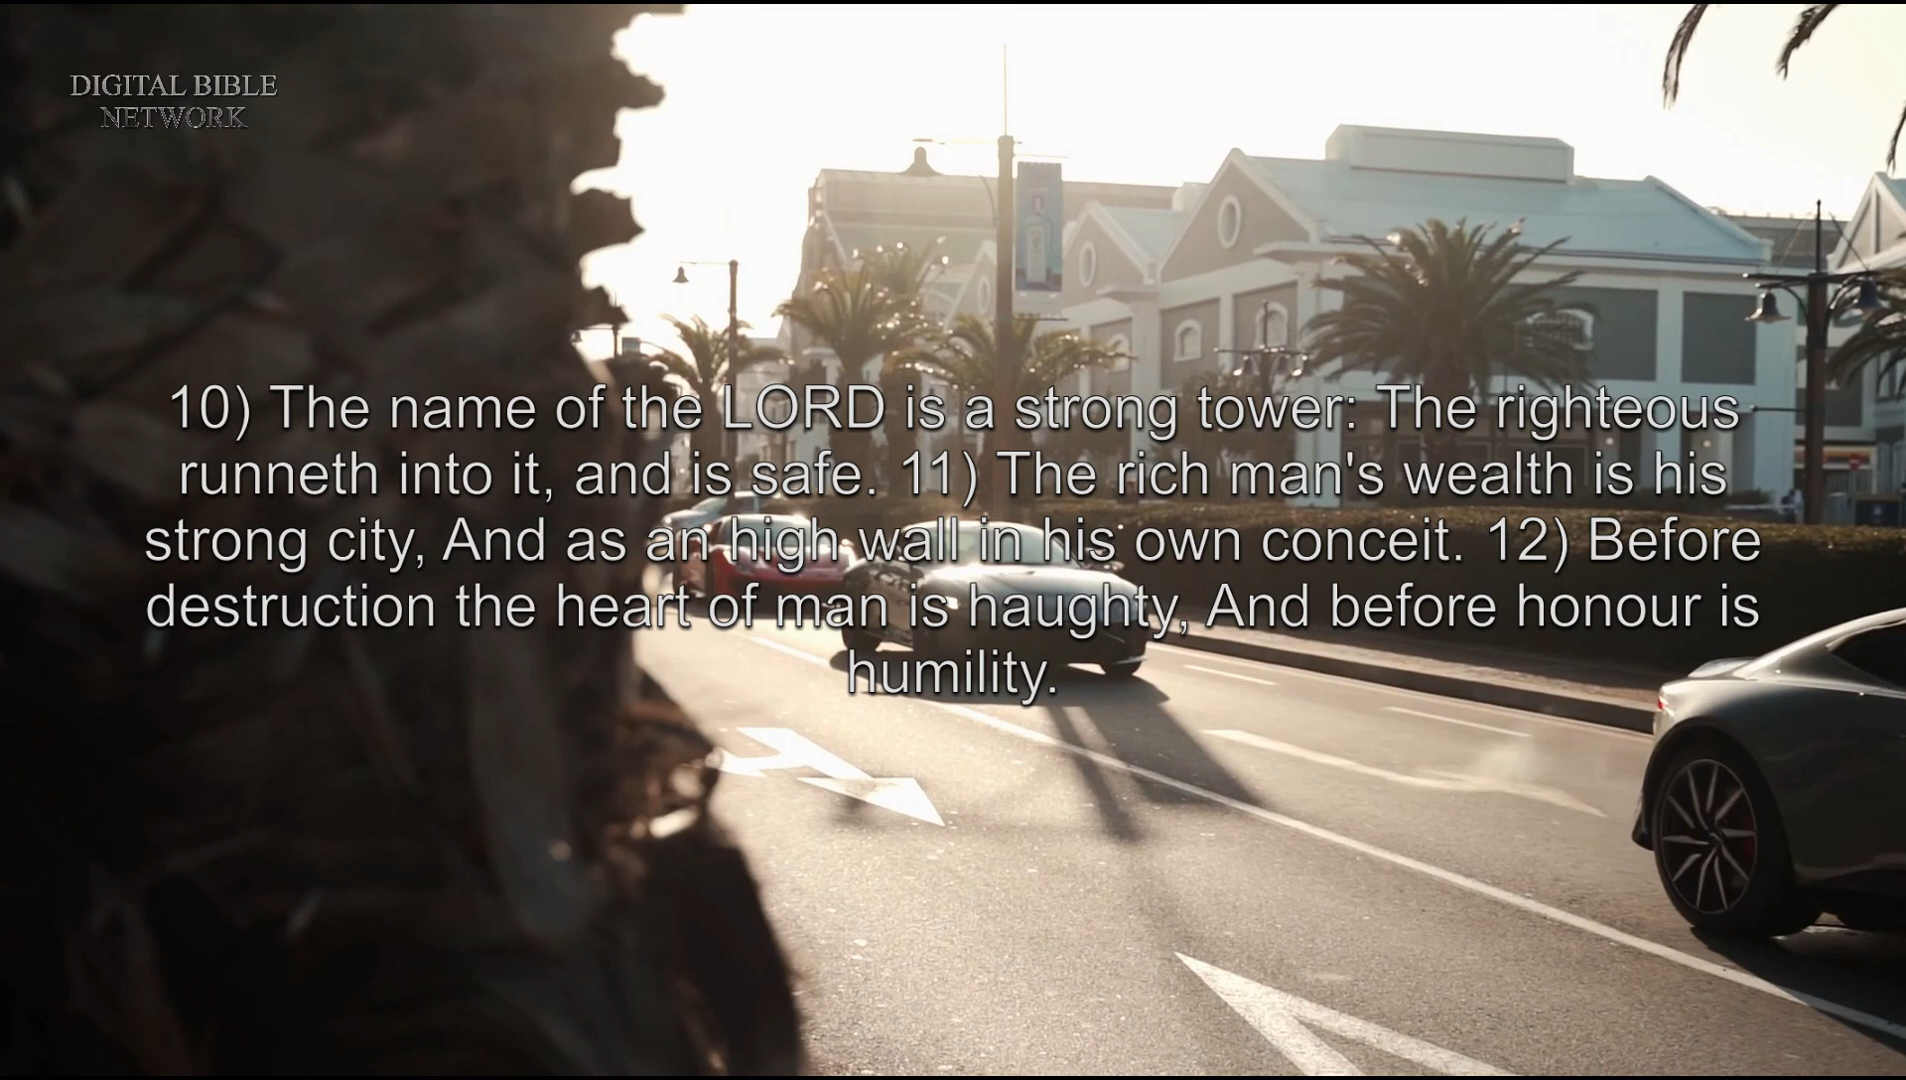 DIGITAL BIBLE
NETWORK
10) The name of the LORD is a strong tower: The righteous
runneth into it, and is safe. 11) The rich man's wealth is his
strong city, And as an high wall in his own conceit. 12) Before
destruction the heart of man is haughty, And before honour is
humility.